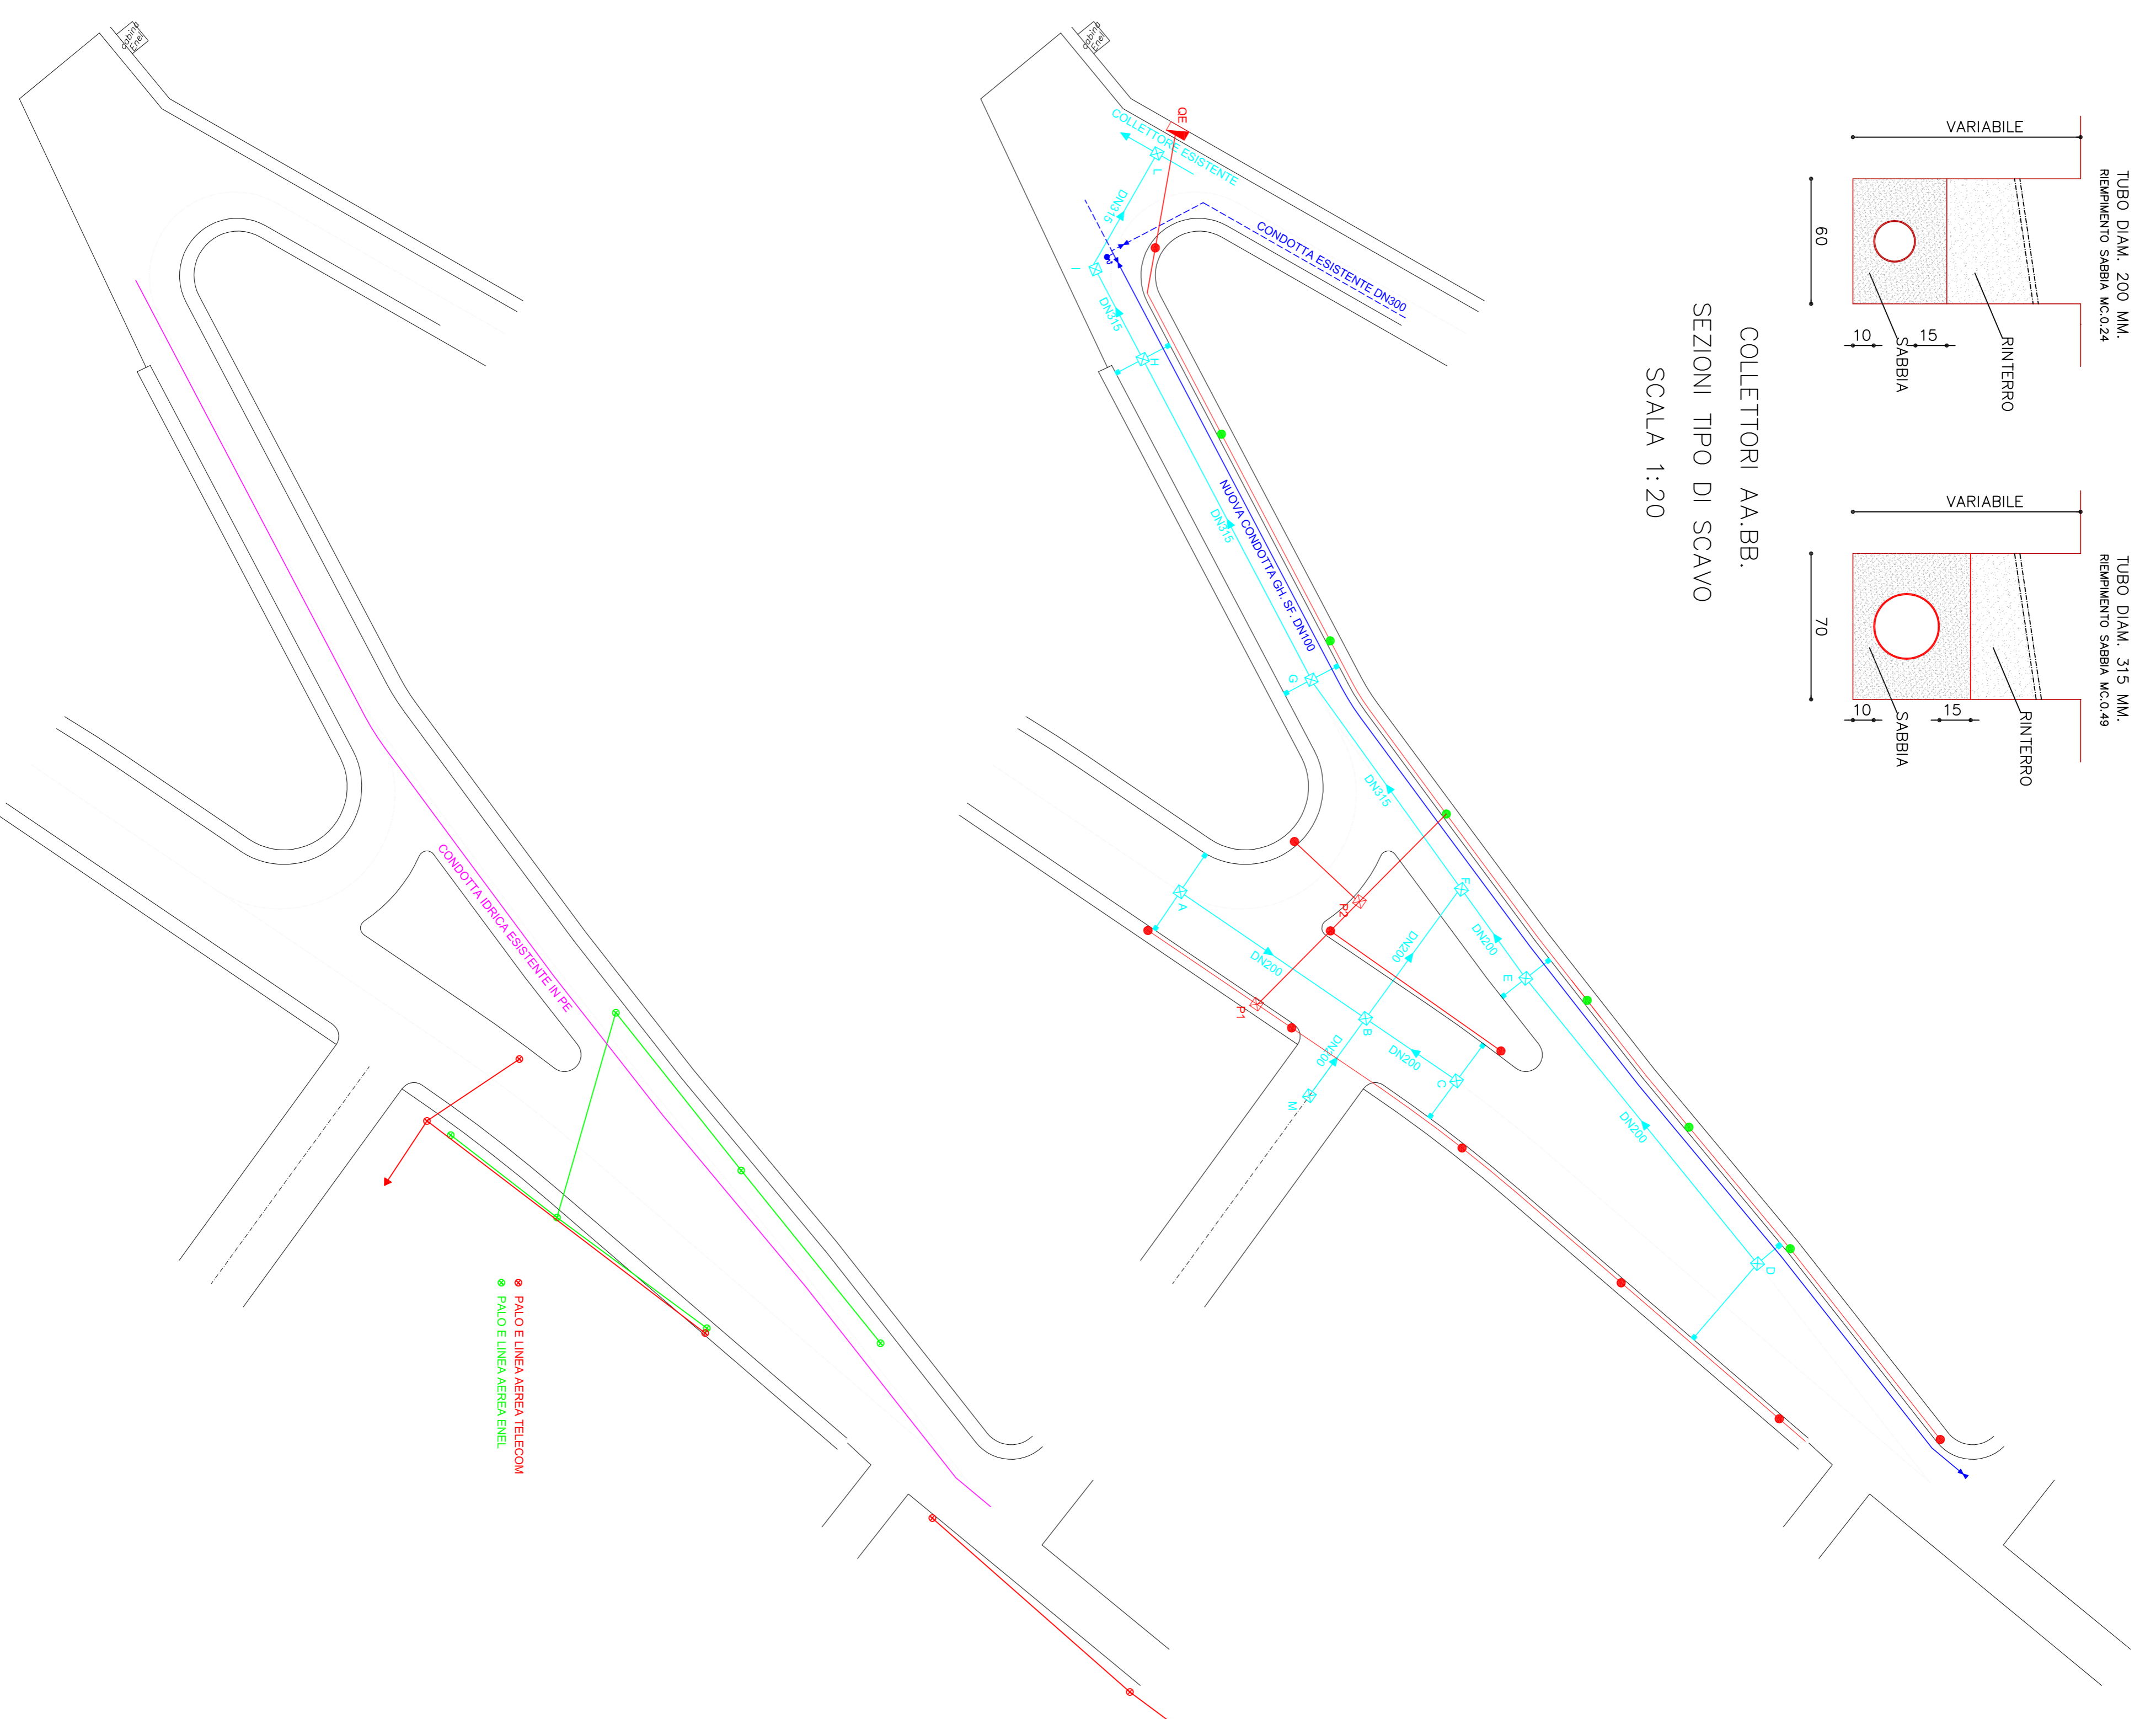 TUBO DIAM. 200 MM.
RIEMPIMENTO SABBIA MC.0.24
VARIABILE
60
10
15
SABBIA
RINTERRO
TUBO DIAM. 315 MM.
RIEMPIMENTO SABBIA MC.0.49
VARIABILE
70
10
15
SABBIA
RINTERRO
COLLETTORI AA.BB.
SEZIONI TIPO DI SCAVO
SCALA 1:20
cabina
Enel
QE
COLLETTORE ESISTENTE
L
DN315
CONDOTTA ESISTENTE DN300
I
DN315
H
DN315
NUOVA CONDOTTA GH. SF. DN100
G
DN315
F
DN200
E
DN200
D
A
DN200
B
DN200
DN200
C
DN200
M
P1
P2
cabina
Enel
CONDOTTA IDRICA ESISTENTE IN PE
PALO E LINEA AEREA TELECOM
PALO E LINEA AEREA ENEL